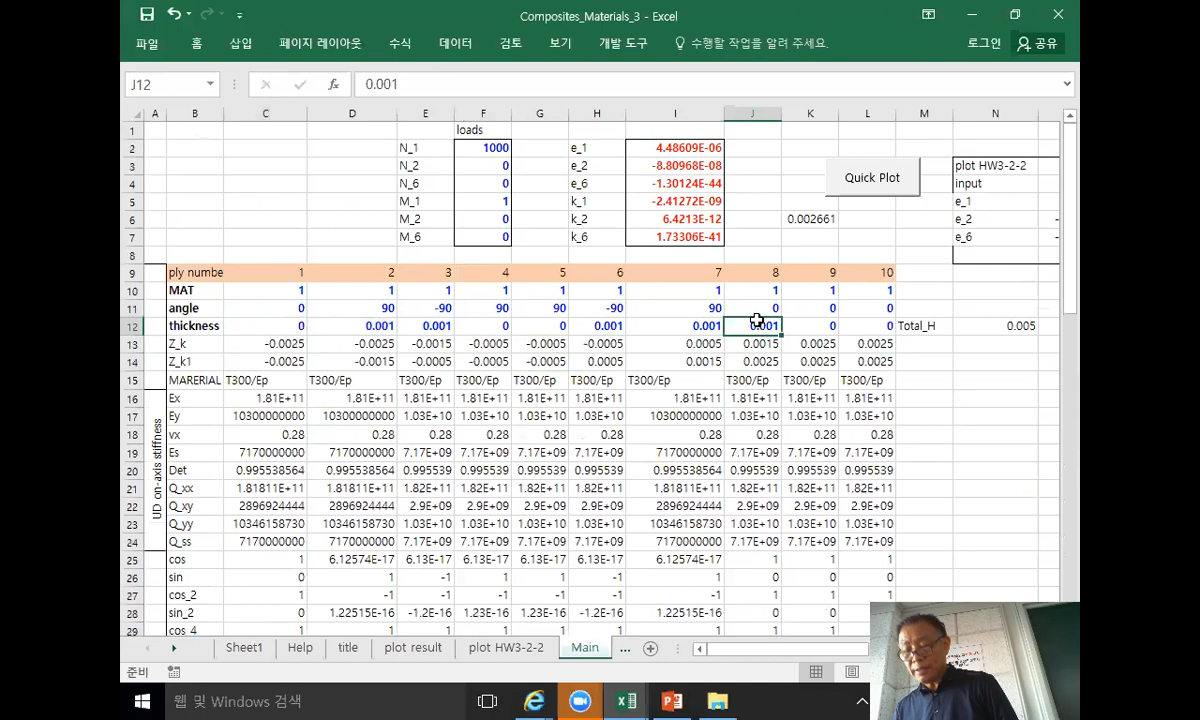 Composites_Materials_3 - Excel
파일 홈 삽입 페이지 레이아웃 수식 데이터 검토 보기 개발 도구 수행할 작업을 알려 주세요. 로그인 공유
J12 fx 0.001
A B C D E F G H I J K L M N
1 loads
2 N_1 1000 e_1 4.48609E-06
3 N_2 0 e_2 -8.80968E-08 plot HW3-2-2
4 N_6 0 e_6 -1.30124E-44 Quick Plot input
5 M_1 1 k_1 -2.41272E-09 e_1
6 M_2 0 k_2 6.4213E-12 0.002661 e_2 -
7 M_6 0 k_6 1.73306E-41 e_6 -
8
9 ply numbe 1 2 3 4 5 6 7 8 9 10
10 MAT 1 1 1 1 1 1 1 1 1 1
11 angle 0 90 -90 90 90 -90 90 0 0 0
12 thickness 0 0.001 0.001 0 0 0.001 0.001 0.001 0 0 Total_H 0.005
13 Z_k -0.0025 -0.0025 -0.0015 -0.0005 -0.0005 -0.0005 0.0005 0.0015 0.0025 0.0025
14 Z_k1 -0.0025 -0.0015 -0.0005 -0.0005 -0.0005 0.0005 0.0015 0.0025 0.0025 0.0025
15 MARERIAL T300/Ep T300/Ep T300/Ep T300/Ep T300/Ep T300/Ep T300/Ep T300/Ep T300/Ep T300/Ep
UD on-axis stiffness
16 Ex 1.81E+11 1.81E+11 1.81E+11 1.81E+11 1.81E+11 1.81E+11 1.81E+11 1.81E+11 1.81E+11 1.81E+11
17 Ey 10300000000 10300000000 1.03E+10 1.03E+10 1.03E+10 1.03E+10 10300000000 1.03E+10 1.03E+10 1.03E+10
18 vx 0.28 0.28 0.28 0.28 0.28 0.28 0.28 0.28 0.28 0.28
19 Es 7170000000 7170000000 7.17E+09 7.17E+09 7.17E+09 7.17E+09 7170000000 7.17E+09 7.17E+09 7.17E+09
20 Det 0.995538564 0.995538564 0.995539 0.995539 0.995539 0.995539 0.995538564 0.995539 0.995539 0.995539
21 Q_xx 1.81811E+11 1.81811E+11 1.82E+11 1.82E+11 1.82E+11 1.82E+11 1.81811E+11 1.82E+11 1.82E+11 1.82E+11
22 Q_xy 2896924444 2896924444 2.9E+09 2.9E+09 2.9E+09 2.9E+09 2896924444 2.9E+09 2.9E+09 2.9E+09
23 Q_yy 10346158730 10346158730 1.03E+10 1.03E+10 1.03E+10 1.03E+10 10346158730 1.03E+10 1.03E+10 1.03E+10
24 Q_ss 7170000000 7170000000 7.17E+09 7.17E+09 7.17E+09 7.17E+09 7170000000 7.17E+09 7.17E+09 7.17E+09
25 cos 1 6.12574E-17 6.13E-17 6.13E-17 6.13E-17 6.13E-17 6.12574E-17 1 1 1
26 sin 0 1 -1 1 1 -1 1 0 0 0
27 cos_2 1 -1 -1 -1 -1 -1 -1 1 1 1
28 sin_2 0 1.22515E-16 -1.2E-16 1.23E-16 1.23E-16 -1.2E-16 1.22515E-16 0 0 0
29 cos 4 1 1 1 1 1 1 1 1 1 1
Sheet1 Help title plot result plot HW3-2-2 Main ...
준비
웹 및 Windows 검색